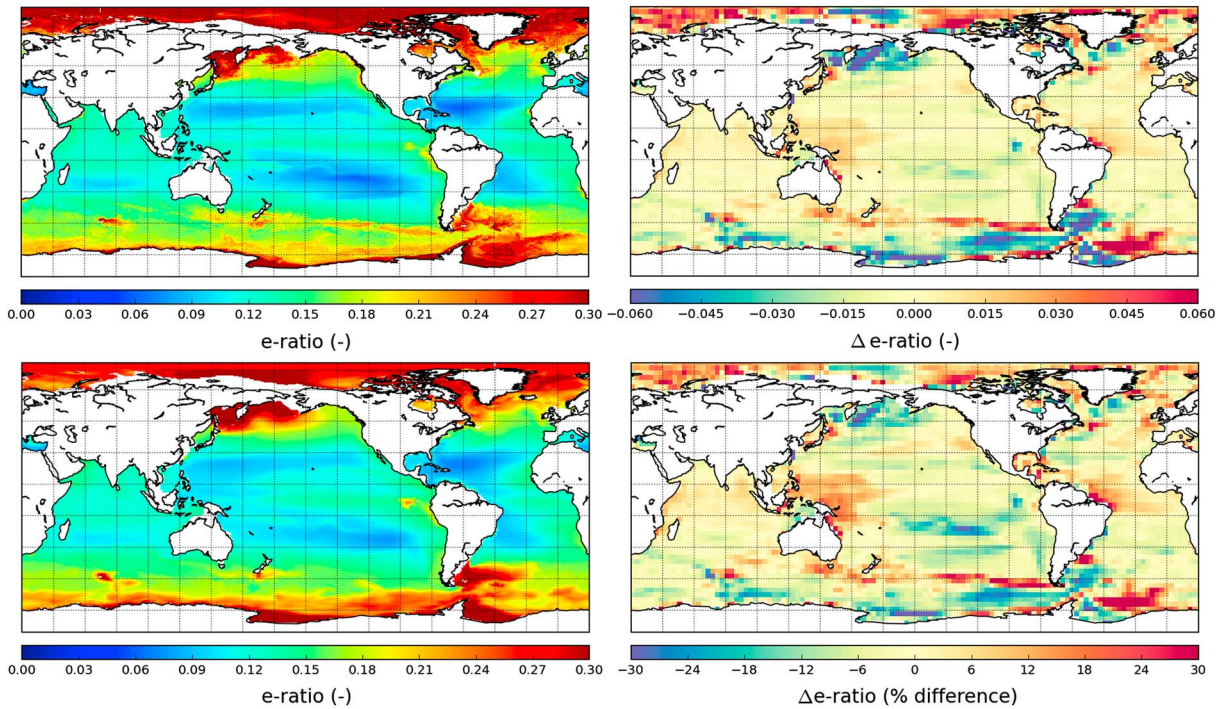 0.00 0.03 0.06 0.09 0.12 0.15 0.18 0.21 0.24 0.27 0.30
e-ratio (-)
−0.060 −0.045 −0.030 −0.015 0.000 0.015 0.030 0.045 0.060
Δ e-ratio (-)
0.00 0.03 0.06 0.09 0.12 0.15 0.18 0.21 0.24 0.27 0.30
e-ratio (-)
−30 −24 −18 −12 −6 0 6 12 18 24 30
Δe-ratio (% difference)